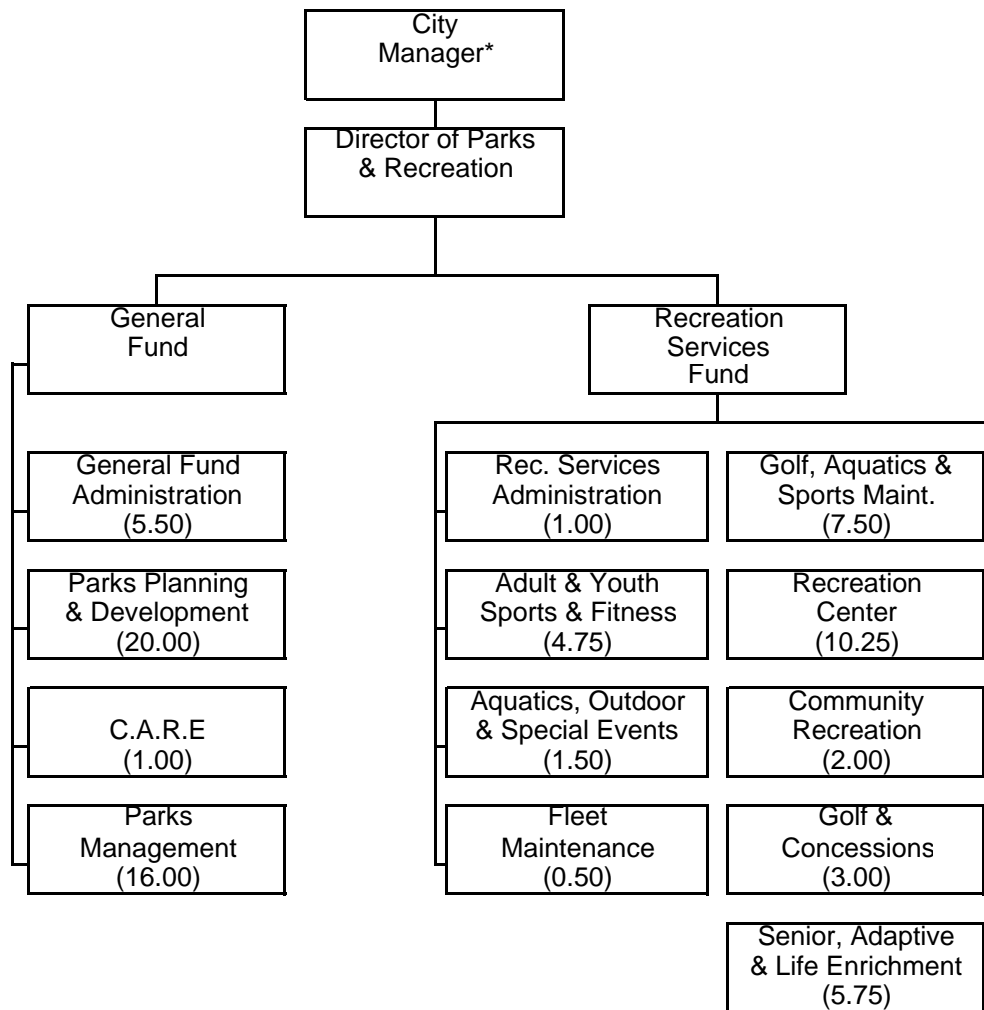 City
Manager*
Director of Parks
& Recreation
General
Fund
Recreation
Services
Fund
General Fund
Administration
(5.50)
Parks Planning
& Development
(20.00)
C.A.R.E
(1.00)
Parks
Management
(16.00)
Rec. Services
Administration
(1.00)
Adult & Youth
Sports & Fitness
(4.75)
Aquatics, Outdoor
& Special Events
(1.50)
Fleet
Maintenance
(0.50)
Golf, Aquatics &
Sports Maint.
(7.50)
Recreation
Center
(10.25)
Community
Recreation
(2.00)
Golf &
Concessions
(3.00)
Senior, Adaptive
& Life Enrichment
(5.75)